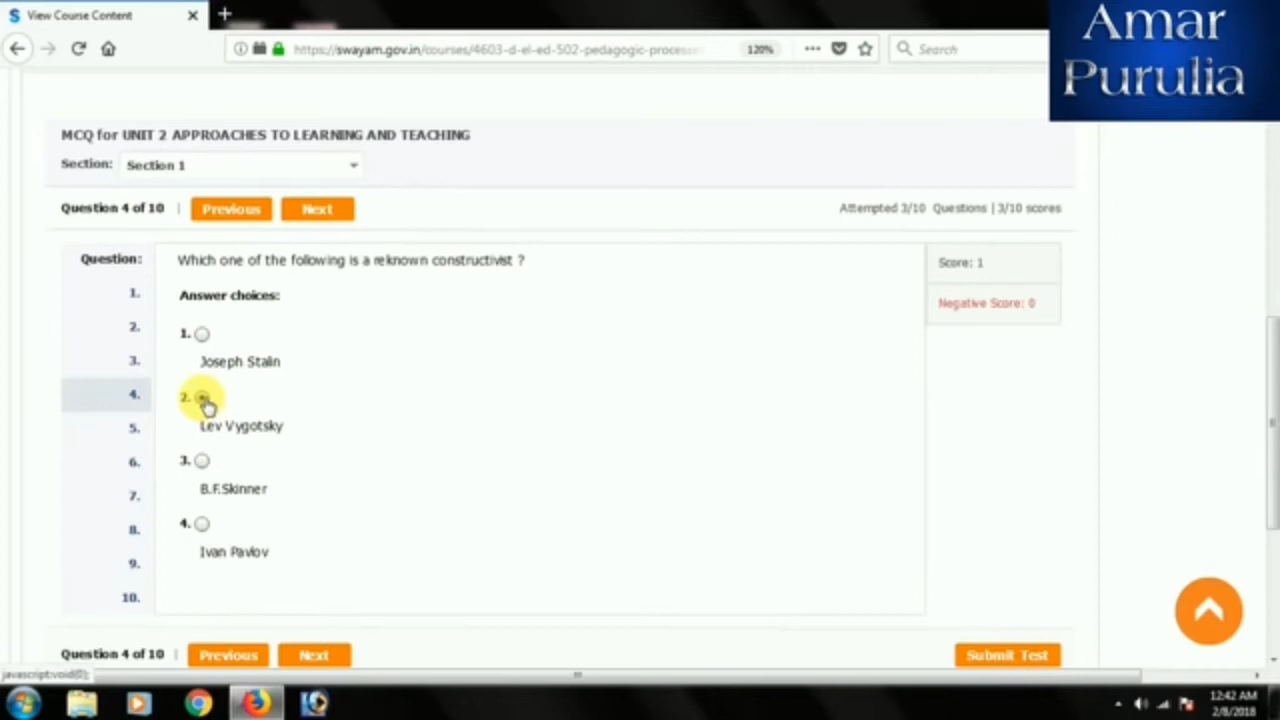 View Course Content
Amar
Purulia
https://swayam.gov.in/courses/4603-d-el-ed-502-pedagogic-processe
120%
Search
MCQ for UNIT 2 APPROACHES TO LEARNING AND TEACHING
Section: Section 1
Question 4 of 10 | Previous Next
Attempted 3/10 Questions | 3/10 scores
Question:
1.
2.
3.
4.
5.
6.
7.
8.
9.
10.
Which one of the following is a reknown constructivist ?
Answer choices:
1.
Joseph Stalin
2.
Lev Vygotsky
3.
B.F.Skinner
4.
Ivan Pavlov
Score: 1
Negative Score: 0
Question 4 of 10 | Previous Next
Submit Test
javascript:void(0);
12:42 AM
2/8/2018